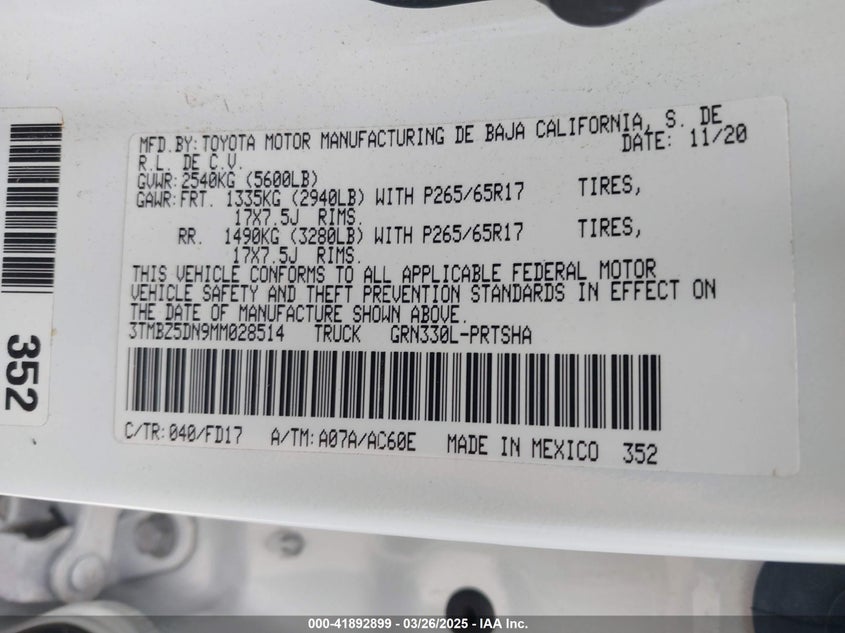 MFD.BY:TOYOTA MOTOR MANUFACTURING DE BAJA CALIFORNIA, S. DE
R.L. DE C.V. DATE: 11/20
GVWR:2540KG (5600LB)
GAWR:FRT. 1335KG (2940LB) WITH P265/65R17 TIRES,
17X7.5J RIMS.
RR. 1490KG (3280LB) WITH P265/65R17 TIRES,
17X7.5J RIMS.
THIS VEHICLE CONFORMS TO ALL APPLICABLE FEDERAL MOTOR
VEHICLE SAFETY AND THEFT PREVENTION STANDARDS IN EFFECT ON
THE DATE OF MANUFACTURE SHOWN ABOVE.
3TMBZ5DN9MM028514 TRUCK GRN330L-PRTSHA
C/TR:040/FD17 A/TM:A07A/AC60E MADE IN MEXICO 352
352
000-41892899 — 03/26/2025 — IAA Inc.